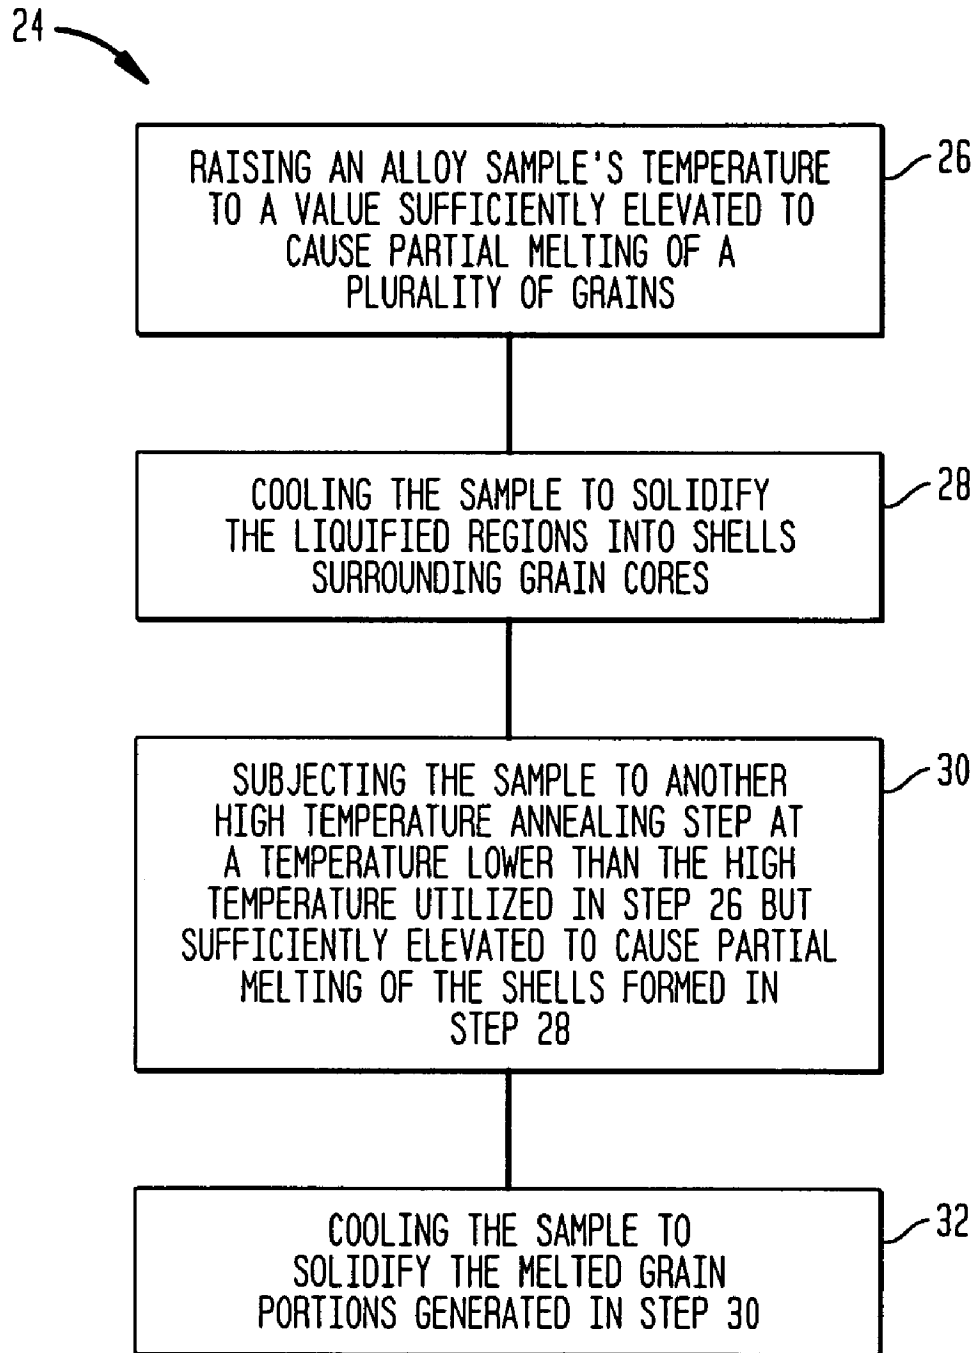 24
RAISING AN ALLOY SAMPLE'S TEMPERATURE
TO A VALUE SUFFICIENTLY ELEVATED TO
CAUSE PARTIAL MELTING OF A
PLURALITY OF GRAINS
26
COOLING THE SAMPLE TO SOLIDIFY
THE LIQUIFIED REGIONS INTO SHELLS
SURROUNDING GRAIN CORES
28
SUBJECTING THE SAMPLE TO ANOTHER
HIGH TEMPERATURE ANNEALING STEP AT
A TEMPERATURE LOWER THAN THE HIGH
TEMPERATURE UTILIZED IN STEP 26 BUT
SUFFICIENTLY ELEVATED TO CAUSE PARTIAL
MELTING OF THE SHELLS FORMED IN
STEP 28
30
COOLING THE SAMPLE TO
SOLIDIFY THE MELTED GRAIN
PORTIONS GENERATED IN STEP 30
32